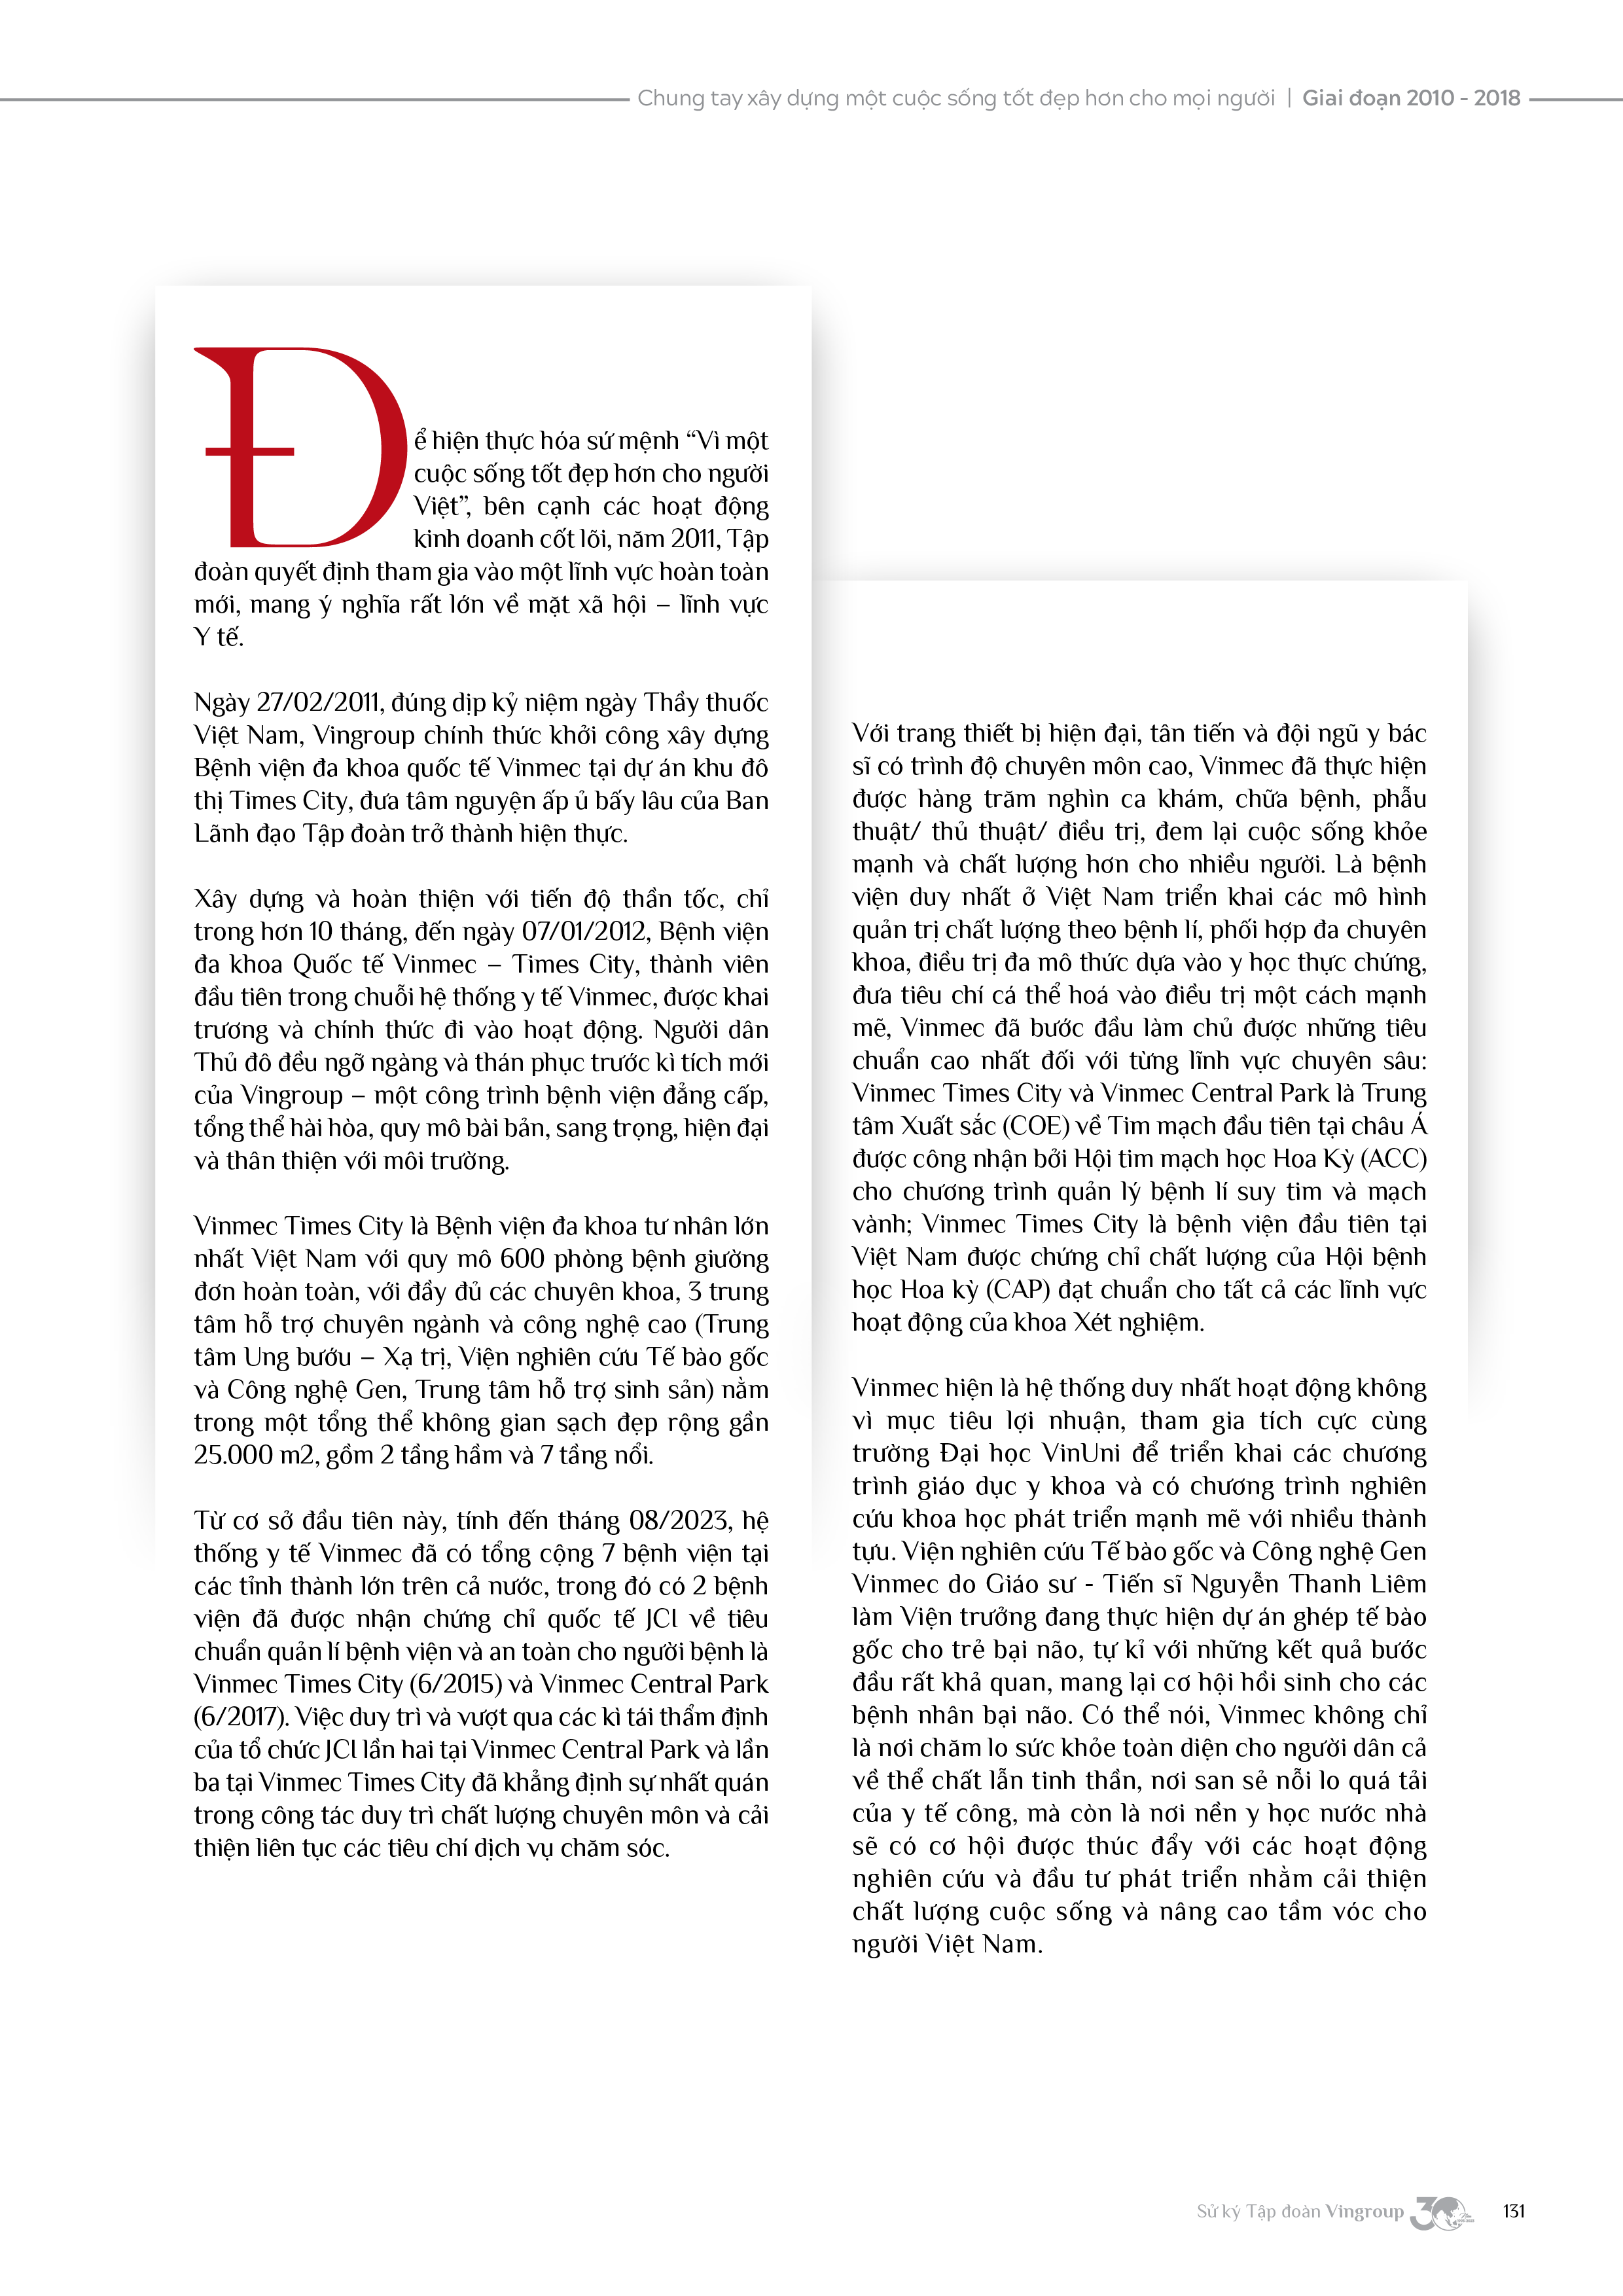 Chung tay xây dựng một cuộc sống tốt đẹp hơn cho mọi người | Giai đoạn 2010 - 2018
Để hiện thực hóa sứ mệnh “Vì một
cuộc sống tốt đẹp hơn cho người
Việt”, bên cạnh các hoạt động
kinh doanh cốt lõi, năm 2011, Tập
đoàn quyết định tham gia vào một lĩnh vực hoàn toàn
mới, mang ý nghĩa rất lớn về mặt xã hội – lĩnh vực
Y tế.
Ngày 27/02/2011, đúng dịp kỷ niệm ngày Thầy thuốc
Việt Nam, Vingroup chính thức khởi công xây dựng
Bệnh viện đa khoa quốc tế Vinmec tại dự án khu đô
thị Times City, đưa tâm nguyện ấp ủ bấy lâu của Ban
Lãnh đạo Tập đoàn trở thành hiện thực.
Xây dựng và hoàn thiện với tiến độ thần tốc, chỉ
trong hơn 10 tháng, đến ngày 07/01/2012, Bệnh viện
đa khoa Quốc tế Vinmec – Times City, thành viên
đầu tiên trong chuỗi hệ thống y tế Vinmec, được khai
trương và chính thức đi vào hoạt động. Người dân
Thủ đô đều ngỡ ngàng và thán phục trước kì tích mới
của Vingroup – một công trình bệnh viện đẳng cấp,
tổng thể hài hòa, quy mô bài bản, sang trọng, hiện đại
và thân thiện với môi trường.
Vinmec Times City là Bệnh viện đa khoa tư nhân lớn
nhất Việt Nam với quy mô 600 phòng bệnh giường
đơn hoàn toàn, với đầy đủ các chuyên khoa, 3 trung
tâm hỗ trợ chuyên ngành và công nghệ cao (Trung
tâm Ung bướu – Xạ trị, Viện nghiên cứu Tế bào gốc
và Công nghệ Gen, Trung tâm hỗ trợ sinh sản) nằm
trong một tổng thể không gian sạch đẹp rộng gần
25.000 m2, gồm 2 tầng hầm và 7 tầng nổi.
Từ cơ sở đầu tiên này, tính đến tháng 08/2023, hệ
thống y tế Vinmec đã có tổng cộng 7 bệnh viện tại
các tỉnh thành lớn trên cả nước, trong đó có 2 bệnh
viện đã được nhận chứng chỉ quốc tế JCI về tiêu
chuẩn quản lí bệnh viện và an toàn cho người bệnh là
Vinmec Times City (6/2015) và Vinmec Central Park
(6/2017). Việc duy trì và vượt qua các kì tái thẩm định
của tổ chức JCI lần hai tại Vinmec Central Park và lần
ba tại Vinmec Times City đã khẳng định sự nhất quán
trong công tác duy trì chất lượng chuyên môn và cải
thiện liên tục các tiêu chí dịch vụ chăm sóc.
Với trang thiết bị hiện đại, tân tiến và đội ngũ y bác
sĩ có trình độ chuyên môn cao, Vinmec đã thực hiện
được hàng trăm nghìn ca khám, chữa bệnh, phẫu
thuật/ thủ thuật/ điều trị, đem lại cuộc sống khỏe
mạnh và chất lượng hơn cho nhiều người. Là bệnh
viện duy nhất ở Việt Nam triển khai các mô hình
quản trị chất lượng theo bệnh lí, phối hợp đa chuyên
khoa, điều trị đa mô thức dựa vào y học thực chứng,
đưa tiêu chí cá thể hoá vào điều trị một cách mạnh
mẽ, Vinmec đã bước đầu làm chủ được những tiêu
chuẩn cao nhất đối với từng lĩnh vực chuyên sâu:
Vinmec Times City và Vinmec Central Park là Trung
tâm Xuất sắc (COE) về Tim mạch đầu tiên tại châu Á
được công nhận bởi Hội tim mạch học Hoa Kỳ (ACC)
cho chương trình quản lý bệnh lí suy tim và mạch
vành; Vinmec Times City là bệnh viện đầu tiên tại
Việt Nam được chứng chỉ chất lượng của Hội bệnh
học Hoa kỳ (CAP) đạt chuẩn cho tất cả các lĩnh vực
hoạt động của khoa Xét nghiệm.
Vinmec hiện là hệ thống duy nhất hoạt động không
vì mục tiêu lợi nhuận, tham gia tích cực cùng
trường Đại học VinUni để triển khai các chương
trình giáo dục y khoa và có chương trình nghiên
cứu khoa học phát triển mạnh mẽ với nhiều thành
tựu. Viện nghiên cứu Tế bào gốc và Công nghệ Gen
Vinmec do Giáo sư - Tiến sĩ Nguyễn Thanh Liêm
làm Viện trưởng đang thực hiện dự án ghép tế bào
gốc cho trẻ bại não, tự kỉ với những kết quả bước
đầu rất khả quan, mang lại cơ hội hồi sinh cho các
bệnh nhân bại não. Có thể nói, Vinmec không chỉ
là nơi chăm lo sức khỏe toàn diện cho người dân cả
về thể chất lẫn tinh thần, nơi san sẻ nỗi lo quá tải
của y tế công, mà còn là nơi nền y học nước nhà
sẽ có cơ hội được thúc đẩy với các hoạt động
nghiên cứu và đầu tư phát triển nhằm cải thiện
chất lượng cuộc sống và nâng cao tầm vóc cho
người Việt Nam.
Sử ký Tập đoàn Vingroup 30 131